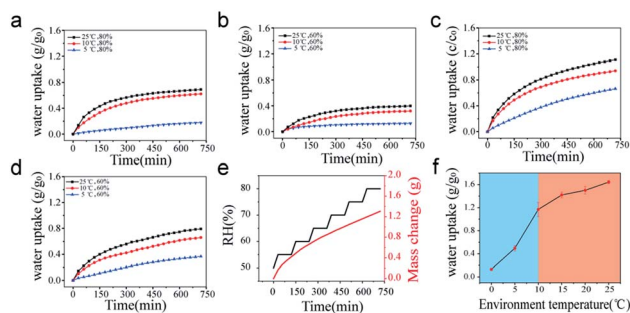 a
25℃,80%
10℃,80%
5 ℃,80%
water uptake (g/g₀)
1.6
1.2
0.8
0.4
0.0
0 150 300 450 600 750
Time(min)
b
25℃,60%
10℃,60%
5 ℃,60%
water uptake (g/g₀)
1.6
1.2
0.8
0.4
0.0
0 150 300 450 600 750
Time(min)
c
25℃,80%
10℃,80%
5 ℃,80%
water uptake (c/c₀)
1.6
1.2
0.8
0.4
0.0
0 150 300 450 600 750
Time(min)
d
25℃,60%
10℃,60%
5 ℃,60%
water uptake (g/g₀)
1.6
1.2
0.8
0.4
0.0
0 150 300 450 600 750
Time(min)
e
RH(%)
80
70
60
50
2.0
1.6
1.2
0.8
0.4
0.0
Mass change (g)
0 150 300 450 600 750
Time(min)
f
water uptake (g/g₀)
2.0
1.6
1.2
0.8
0.4
0.0
0 5 10 15 20 25
Environment temperature(℃)